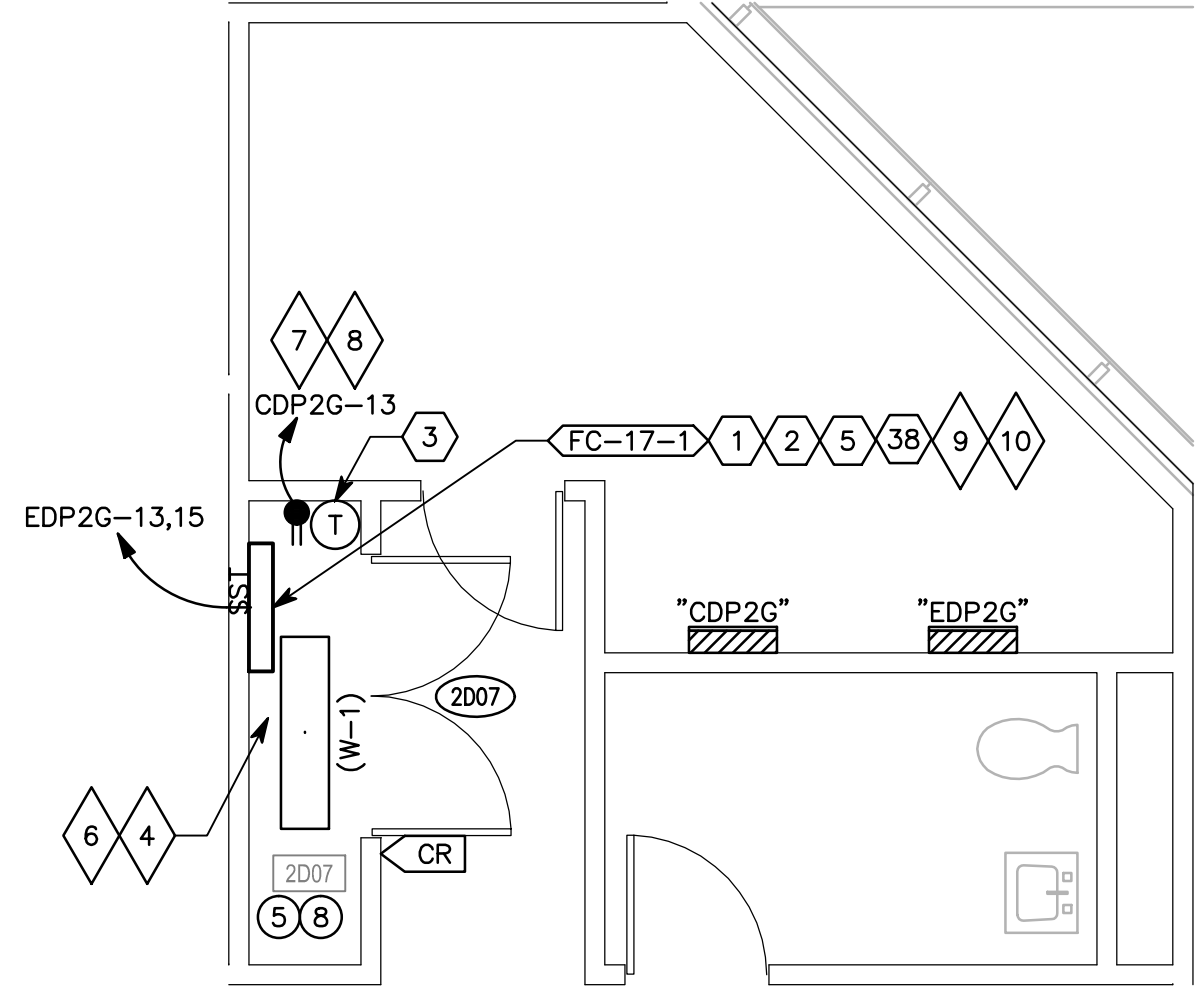 7 8
CDP2G-13
3
FC-17-1 1 2 5 38 9 10
EDP2G-13,15
T
"CDP2G" "EDP2G"
2D07
(W-1)
6 4
CR
2D07
5 8